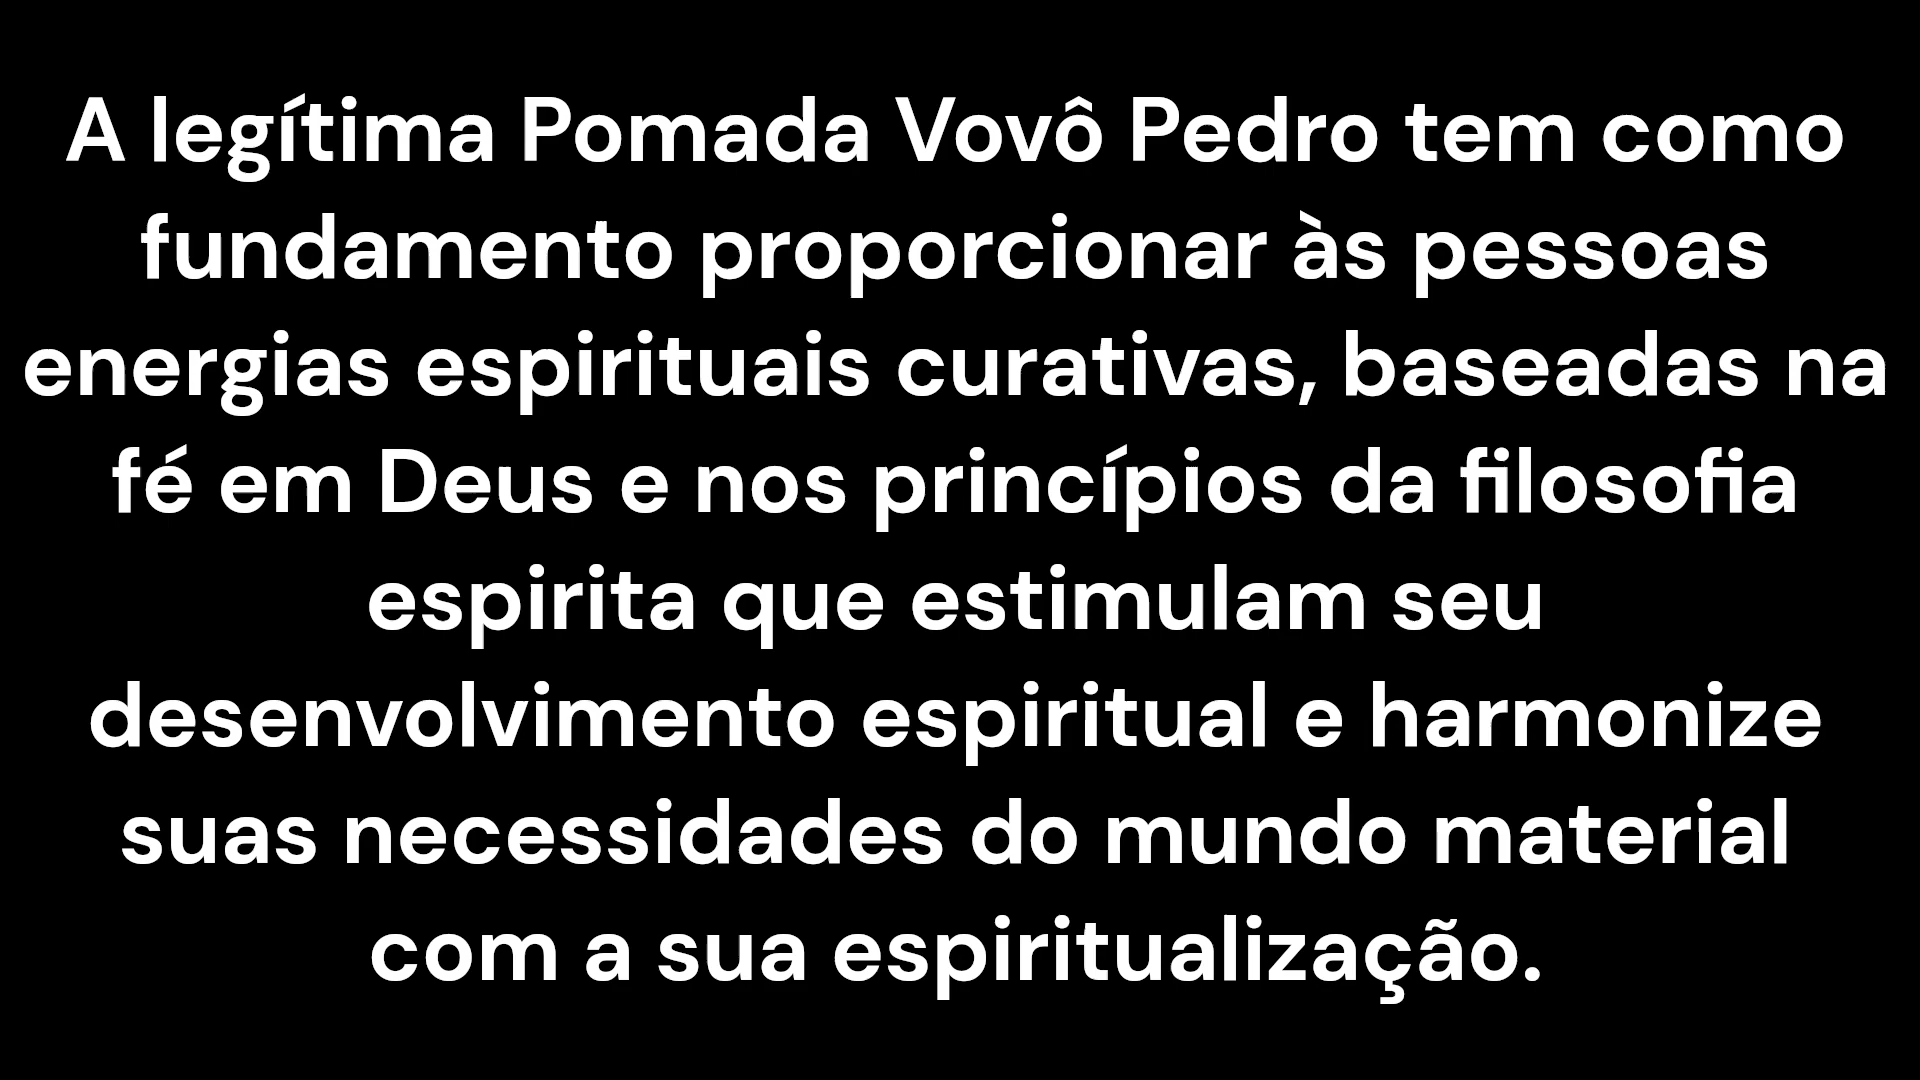 A legítima Pomada Vovô Pedro tem como
fundamento proporcionar às pessoas
energias espirituais curativas, baseadas na
fé em Deus e nos princípios da filosofia
espirita que estimulam seu
desenvolvimento espiritual e harmonize
suas necessidades do mundo material
com a sua espiritualização.